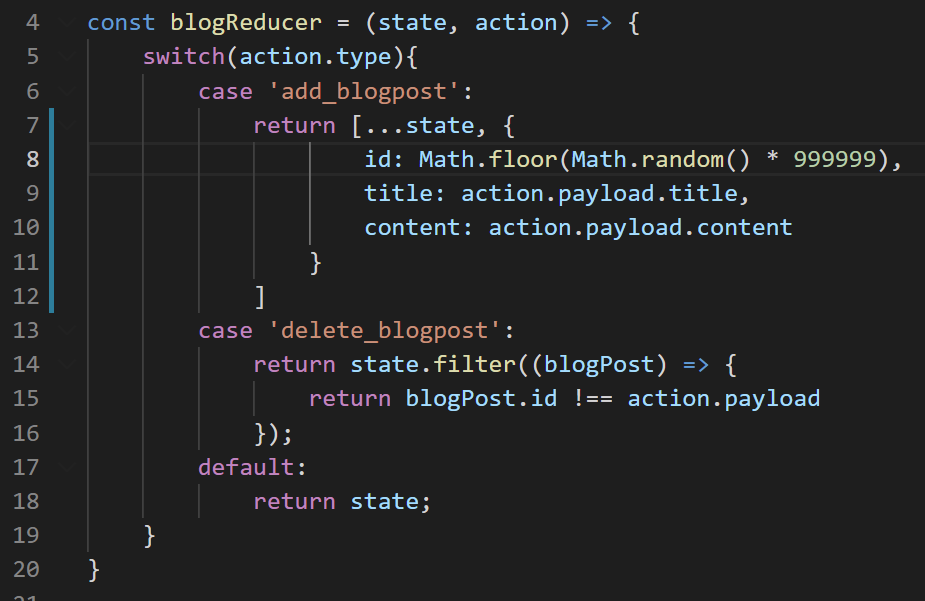 4 const blogReducer = (state, action) => {
5     switch(action.type){
6         case 'add_blogpost':
7             return [...state, {
8                     id: Math.floor(Math.random() * 999999),
9                     title: action.payload.title,
10                     content: action.payload.content
11                 }
12             ]
13         case 'delete_blogpost':
14             return state.filter((blogPost) => {
15                 return blogPost.id !== action.payload
16             });
17         default:
18             return state;
19     }
20 }
21